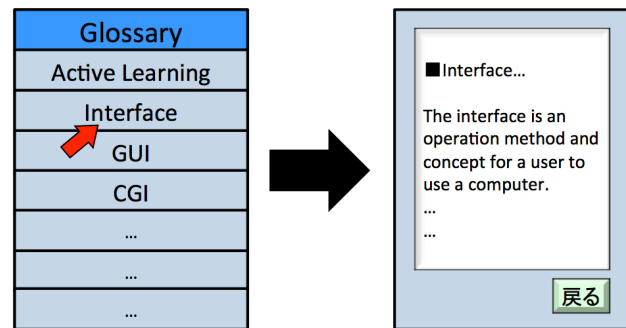 Glossary
Active Learning
Interface
GUI
CGI
...
...
...
■Interface...
The interface is an
operation method and
concept for a user to
use a computer.
...
...
戻る